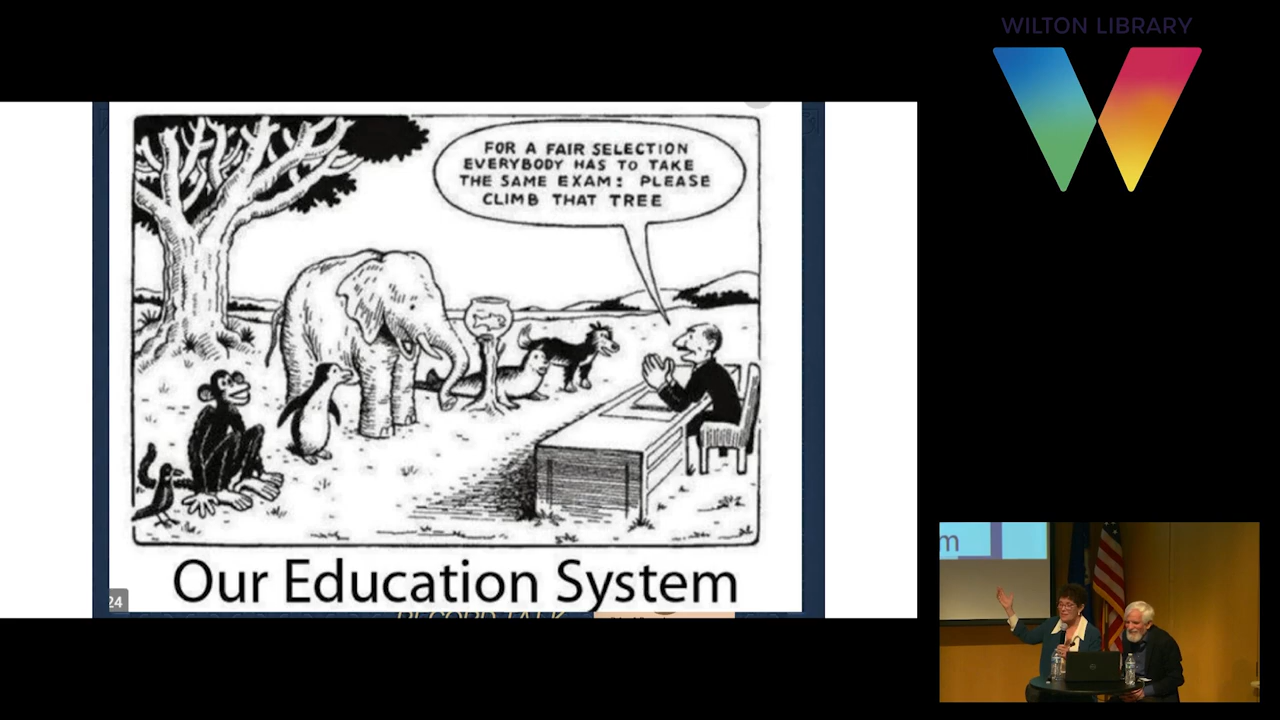 WILTON LIBRARY
FOR A FAIR SELECTION
EVERYBODY HAS TO TAKE
THE SAME EXAM: PLEASE
CLIMB THAT TREE
Our Education System
24
m